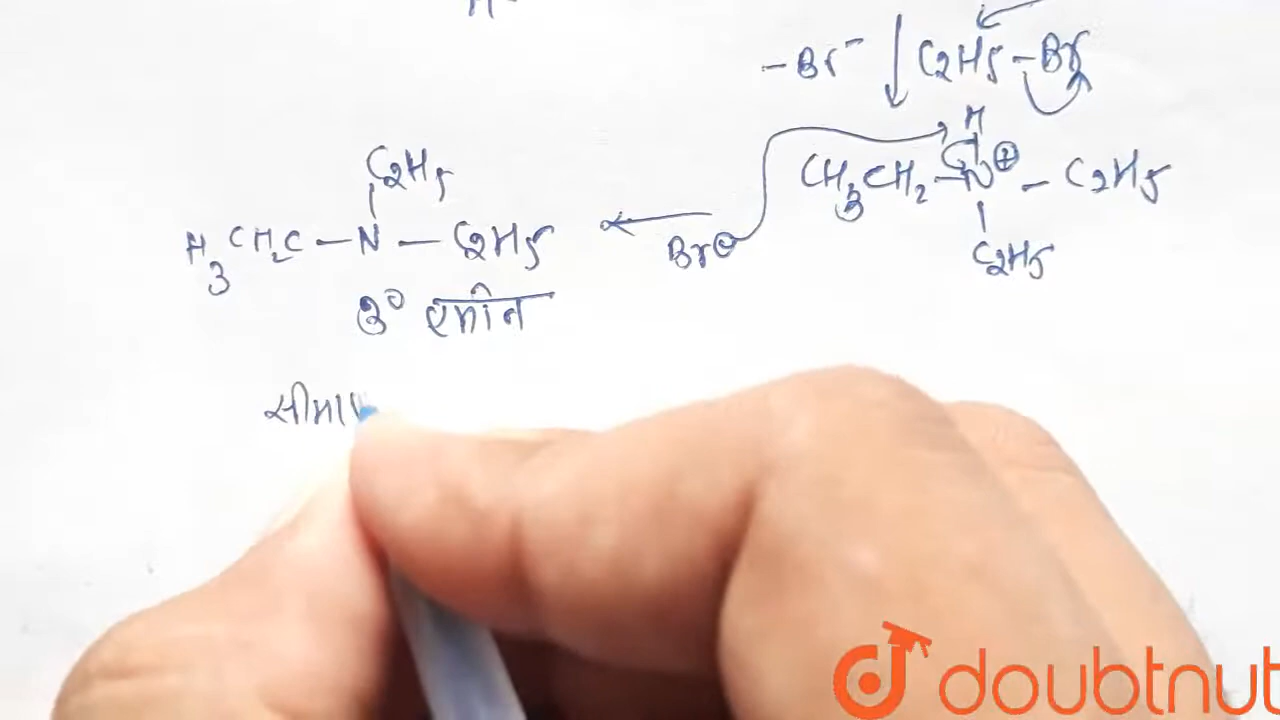 H
-Br⁻ ↓ C2H5-Br
H
CH3CH2-N⊕-C2H5
C2H5
C2H5
H3CH2C-N-C2H5 ← Br⊖
3° एमीन
सीमा
doubtnut